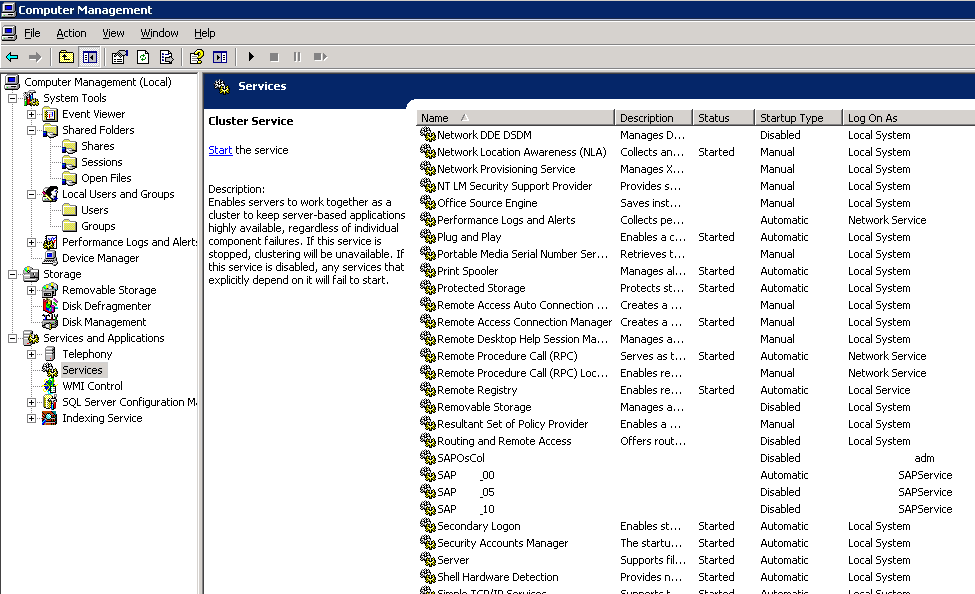 Computer Management
File Action View Window Help
Computer Management (Local)
System Tools
Event Viewer
Shared Folders
Shares
Sessions
Open Files
Local Users and Groups
Users
Groups
Performance Logs and Alerts
Device Manager
Storage
Removable Storage
Disk Defragmenter
Disk Management
Services and Applications
Telephony
Services
WMI Control
SQL Server Configuration M
Indexing Service
Services
Cluster Service
Start the service
Description:
Enables servers to work together as a
cluster to keep server-based applications
highly available, regardless of individual
component failures. If this service is
stopped, clustering will be unavailable. If
this service is disabled, any services that
explicitly depend on it will fail to start.
Name Description Status Startup Type Log On As
Network DDE DSDM Manages D... Disabled Local System
Network Location Awareness (NLA) Collects an... Started Manual Local System
Network Provisioning Service Manages X... Manual Local System
NT LM Security Support Provider Provides s... Manual Local System
Office Source Engine Saves inst... Manual Local System
Performance Logs and Alerts Collects pe... Automatic Network Service
Plug and Play Enables a c... Started Automatic Local System
Portable Media Serial Number Ser... Retrieves t... Manual Local System
Print Spooler Manages al... Started Automatic Local System
Protected Storage Protects st... Started Automatic Local System
Remote Access Auto Connection ... Creates a ... Manual Local System
Remote Access Connection Manager Creates a ... Started Manual Local System
Remote Desktop Help Session Ma... Manages a... Manual Local System
Remote Procedure Call (RPC) Serves as t... Started Automatic Network Service
Remote Procedure Call (RPC) Loc... Enables re... Manual Network Service
Remote Registry Enables re... Started Automatic Local Service
Removable Storage Manages a... Disabled Local System
Resultant Set of Policy Provider Enables a ... Manual Local System
Routing and Remote Access Offers rout... Disabled Local System
SAPOsCol Disabled adm
SAP _00 Automatic SAPService
SAP _05 Disabled SAPService
SAP _10 Disabled SAPService
Secondary Logon Enables st... Started Automatic Local System
Security Accounts Manager The startu... Started Automatic Local System
Server Supports fil... Started Automatic Local System
Shell Hardware Detection Provides n... Started Automatic Local System
Simple TCP/IP Services Supports t... Started Automatic Local System